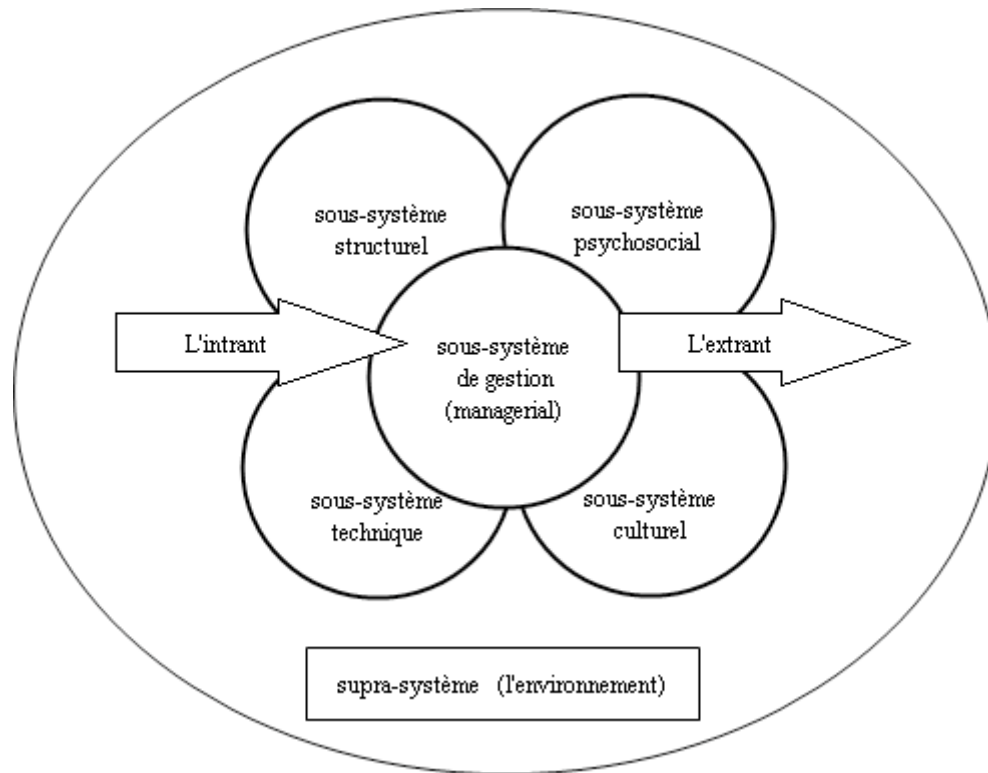 sous-système
structurel
sous-système
psychosocial
L'intrant
sous-système
de gestion
(managerial)
L'extrant
sous-système
technique
sous-système
culturel
supra-système (l'environnement)